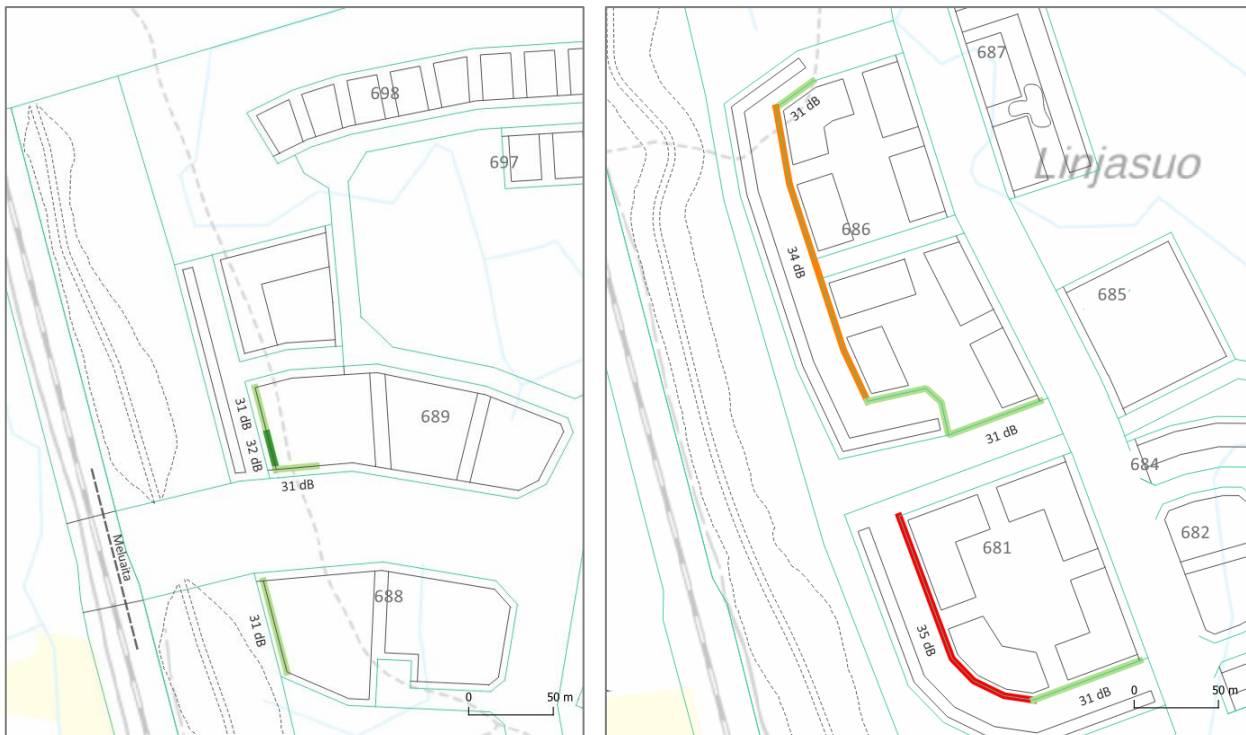 698
697
31 dB
32 dB
689
31 dB
Meluaita
688
31 dB
0
50 m
687
31 dB
Linjasuo
686
34 dB
685
31 dB
684
682
681
35 dB
31 dB
0
50 m